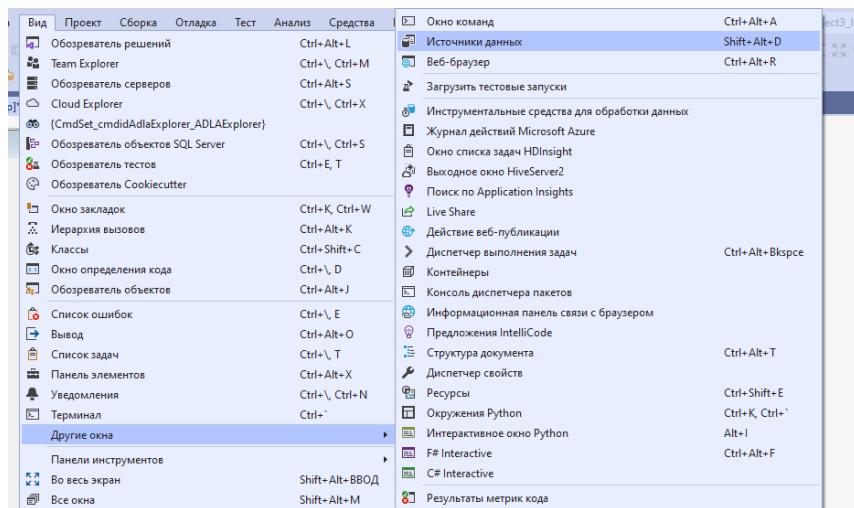 Вид Проект Сборка Отладка Тест Анализ Средства
Обозреватель решений Ctrl+Alt+L
Team Explorer Ctrl+\, Ctrl+M
Обозреватель серверов Ctrl+Alt+S
Cloud Explorer Ctrl+\, Ctrl+X
{CmdSet_cmdidAdlaExplorer_ADLAExplorer}
Обозреватель объектов SQL Server Ctrl+\, Ctrl+S
Обозреватель тестов Ctrl+E, T
Обозреватель Cookiecutter
Окно закладок Ctrl+K, Ctrl+W
Иерархия вызовов Ctrl+Alt+K
Классы Ctrl+Shift+C
Окно определения кода Ctrl+\, D
Обозреватель объектов Ctrl+Alt+J
Список ошибок Ctrl+\, E
Вывод Ctrl+Alt+O
Список задач Ctrl+\, T
Панель элементов Ctrl+Alt+X
Уведомления Ctrl+\, Ctrl+N
Терминал Ctrl+`
Другие окна
Панели инструментов
Во весь экран Shift+Alt+ВВОД
Все окна Shift+Alt+M
Окно команд Ctrl+Alt+A
Источники данных Shift+Alt+D
Веб-браузер Ctrl+Alt+R
Загрузить тестовые запуски
Инструментальные средства для обработки данных
Журнал действий Microsoft Azure
Окно списка задач HDInsight
Выходное окно HiveServer2
Поиск по Application Insights
Live Share
Действие веб-публикации
Диспетчер выполнения задач Ctrl+Alt+Bkspce
Контейнеры
Консоль диспетчера пакетов
Информационная панель связи с браузером
Предложения IntelliCode
Структура документа Ctrl+Alt+T
Диспетчер свойств
Ресурсы Ctrl+Shift+E
Окружения Python Ctrl+K, Ctrl+`
Интерактивное окно Python Alt+I
F# Interactive Ctrl+Alt+F
C# Interactive
Результаты метрик кода